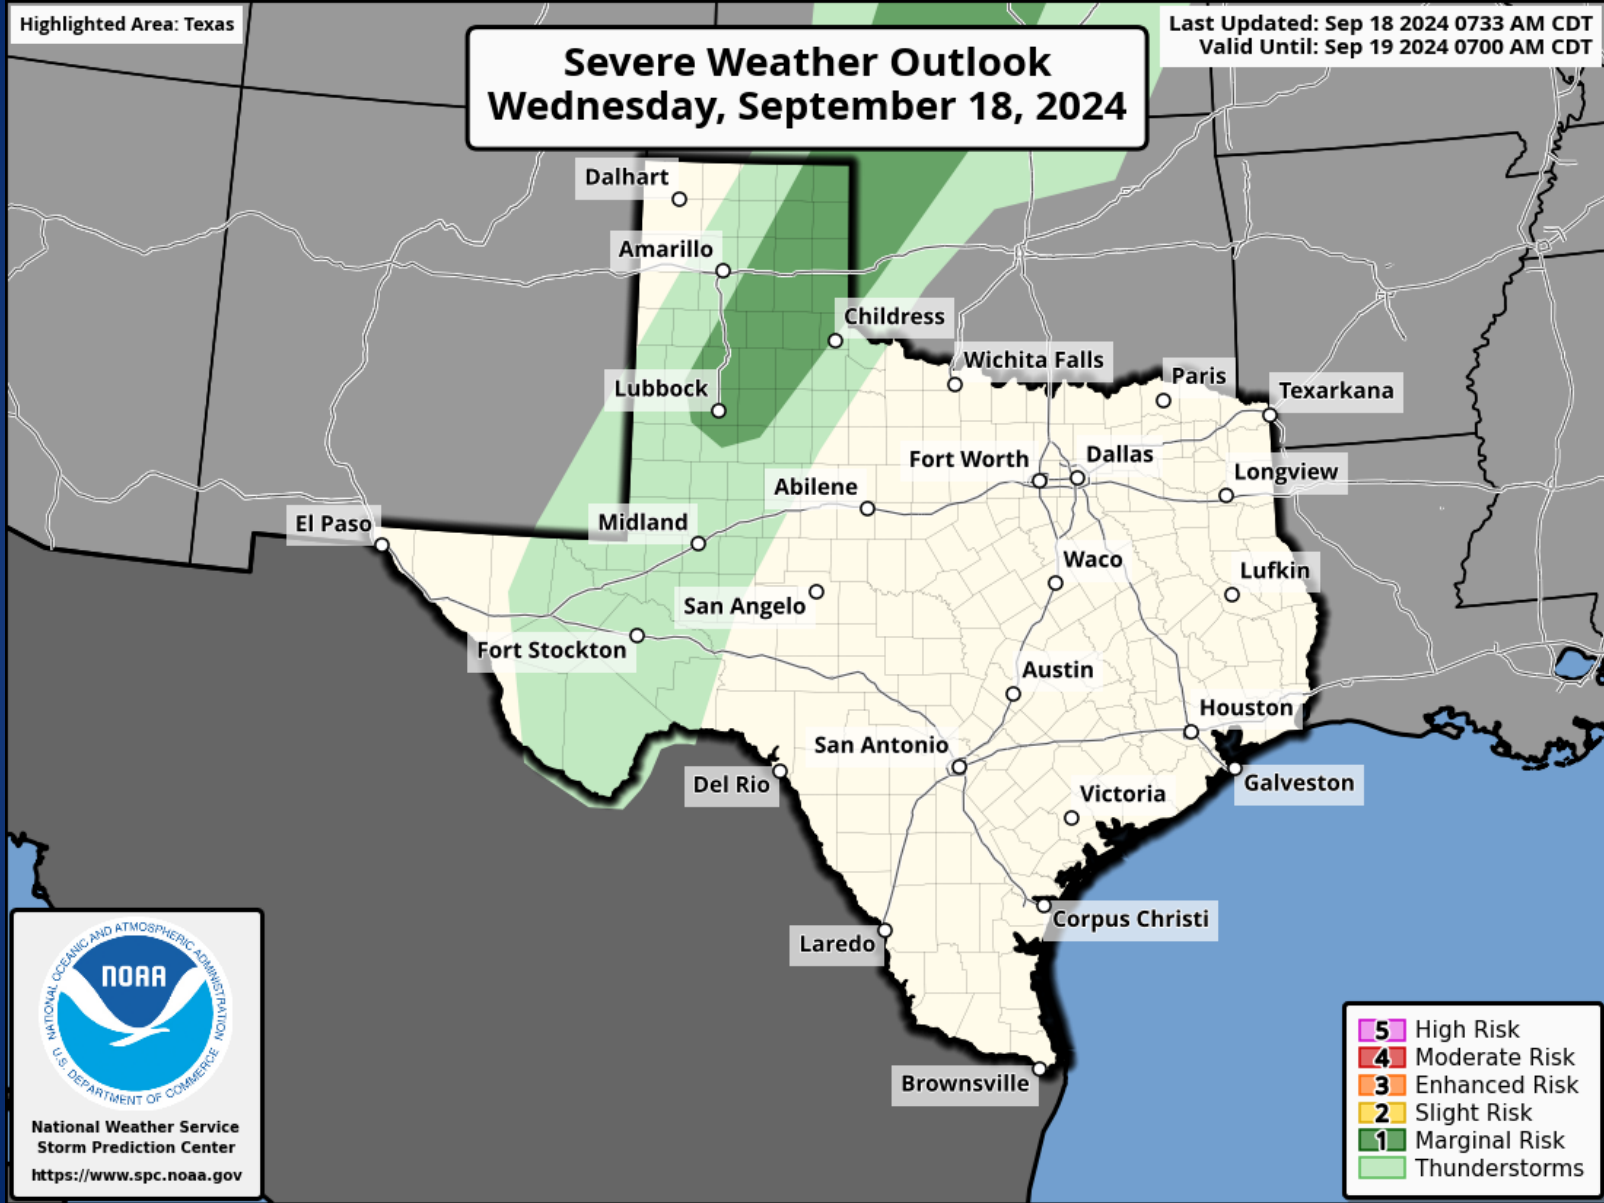 Highlighted Area: Texas
Last Updated: Sep 18 2024 0733 AM CDT
Valid Until: Sep 19 2024 0700 AM CDT
Severe Weather Outlook
Wednesday, September 18, 2024
Dalhart
Amarillo
Childress
Wichita Falls
Paris
Texarkana
Lubbock
Fort Worth
Dallas
Longview
Abilene
El Paso
Midland
Waco
Lufkin
San Angelo
Fort Stockton
Austin
Houston
San Antonio
Del Rio
Galveston
Victoria
Corpus Christi
Laredo
Brownsville
NATIONAL OCEANIC AND ATMOSPHERIC ADMINISTRATION
NOAA
U.S. DEPARTMENT OF COMMERCE
National Weather Service
Storm Prediction Center
https://www.spc.noaa.gov
5 High Risk
4 Moderate Risk
3 Enhanced Risk
2 Slight Risk
1 Marginal Risk
Thunderstorms